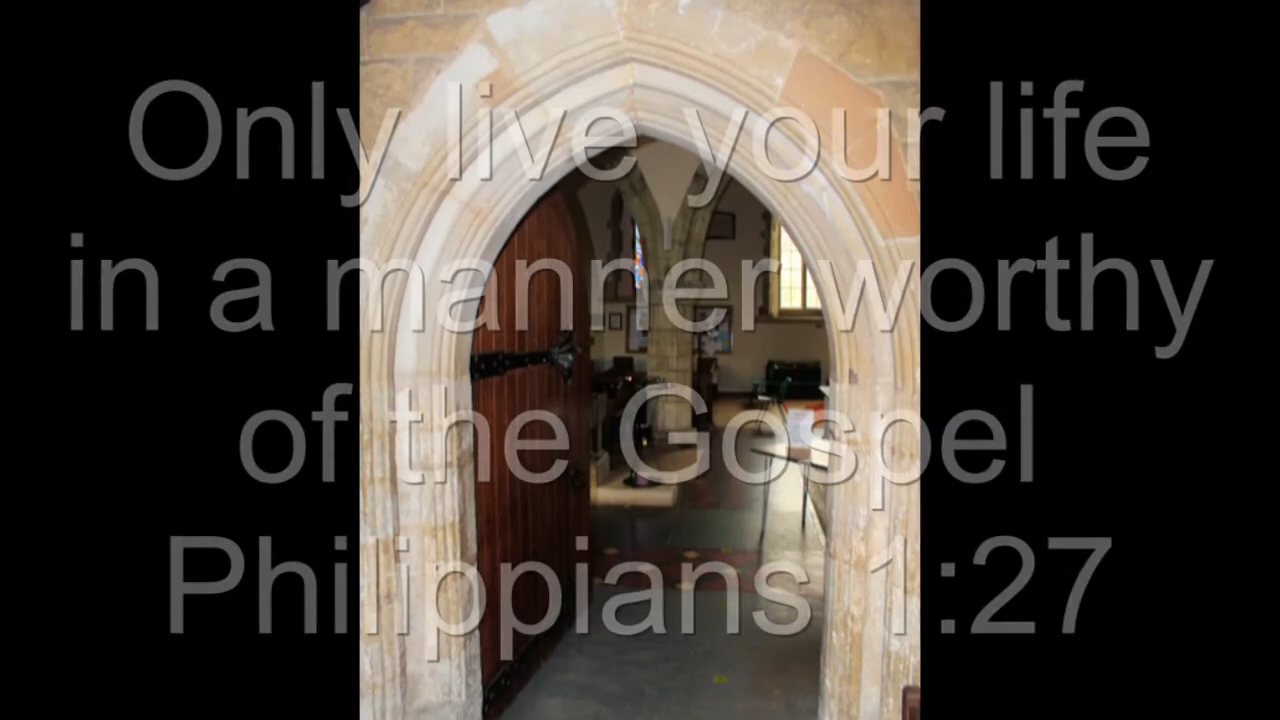 Only live your life
in a manner worthy
of the Gospel
Philippians 1:27